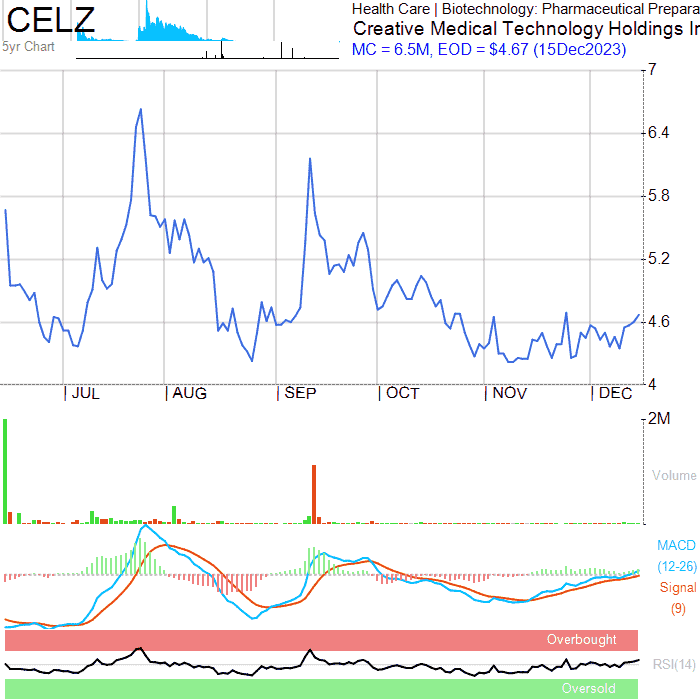 CELZ
5yr Chart
Health Care | Biotechnology: Pharmaceutical Prepara
Creative Medical Technology Holdings In
MC = 6.5M, EOD = $4.67 (15Dec2023)
7
6.4
5.8
5.2
4.6
4
JUL
AUG
SEP
OCT
NOV
DEC
2M
Volume
MACD
(12-26)
Signal
(9)
Overbought
RSI(14)
Oversold